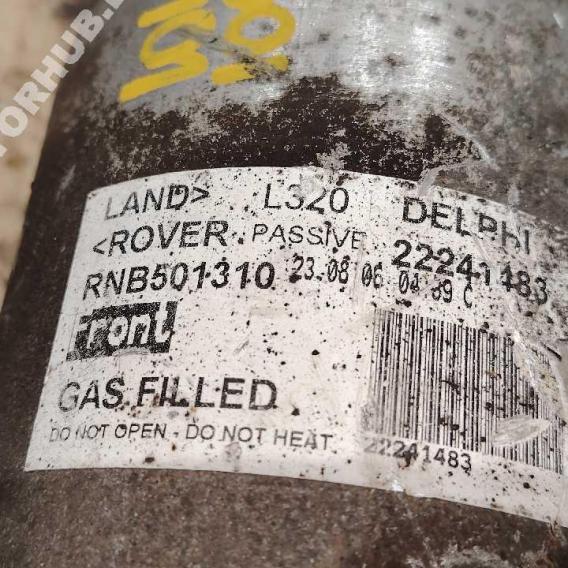 LAND> L320 DELPHI
<ROVER PASSIVE 22241483
RNB501310 23.08 06 C
Front
GAS FILLED
DO NOT OPEN - DO NOT HEAT.
22241483